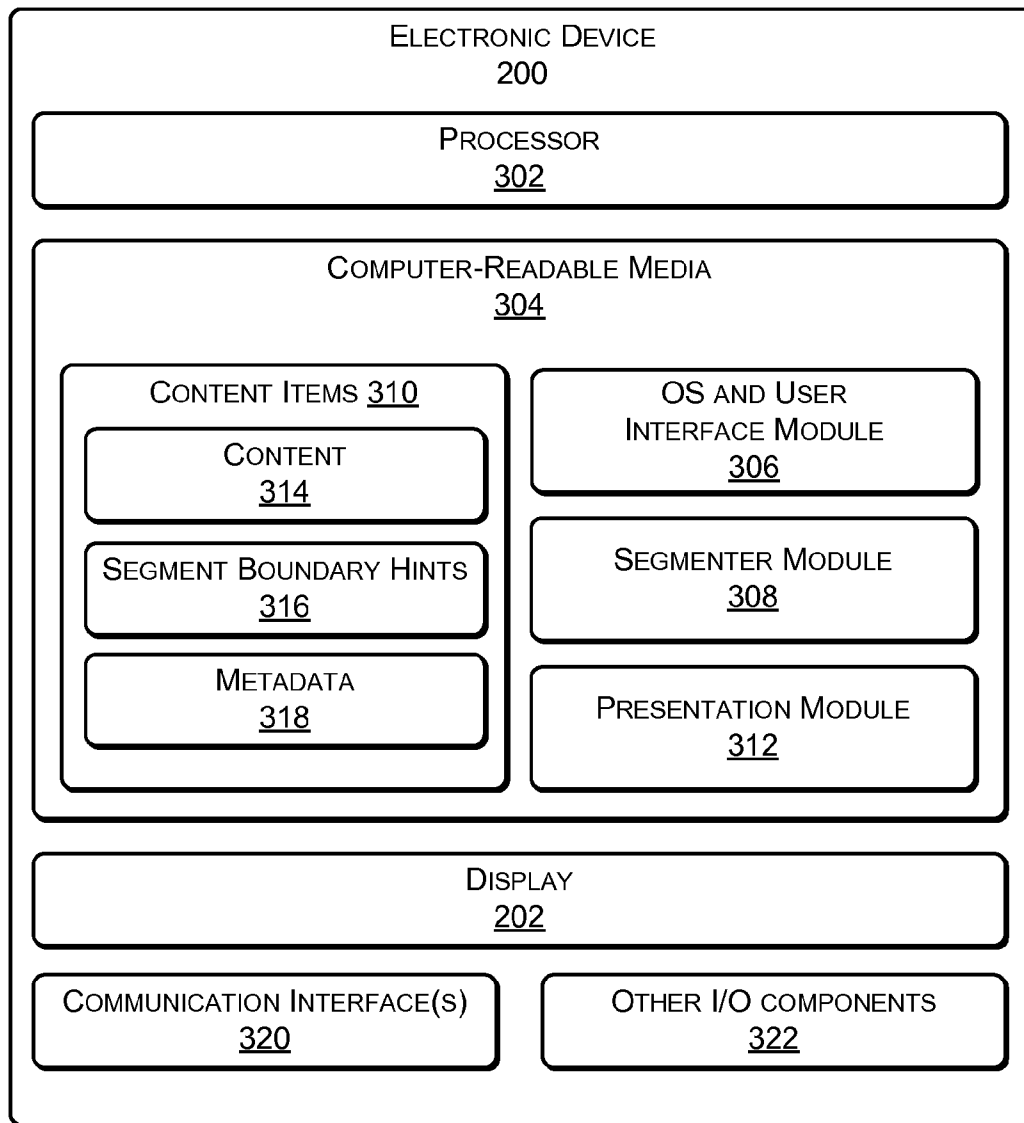 ELECTRONIC DEVICE
200
PROCESSOR
302
COMPUTER-READABLE MEDIA
304
CONTENT ITEMS 310
CONTENT
314
SEGMENT BOUNDARY HINTS
316
METADATA
318
OS AND USER
INTERFACE MODULE
306
SEGMENTER MODULE
308
PRESENTATION MODULE
312
DISPLAY
202
COMMUNICATION INTERFACE(S)
320
OTHER I/O COMPONENTS
322